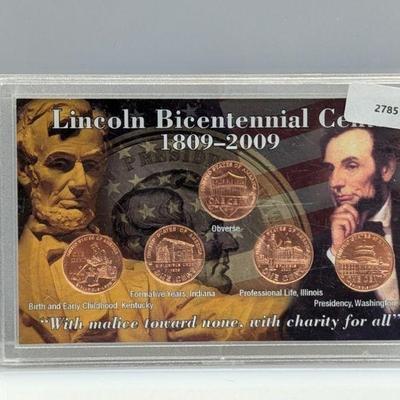 Lincoln Bicentennial Cen
1809–2009
2785
Obverse
Formative Years, Indiana
Professional Life, Illinois
Birth and Early Childhood, Kentucky
Presidency, Washington
"With malice toward none, with charity for all"